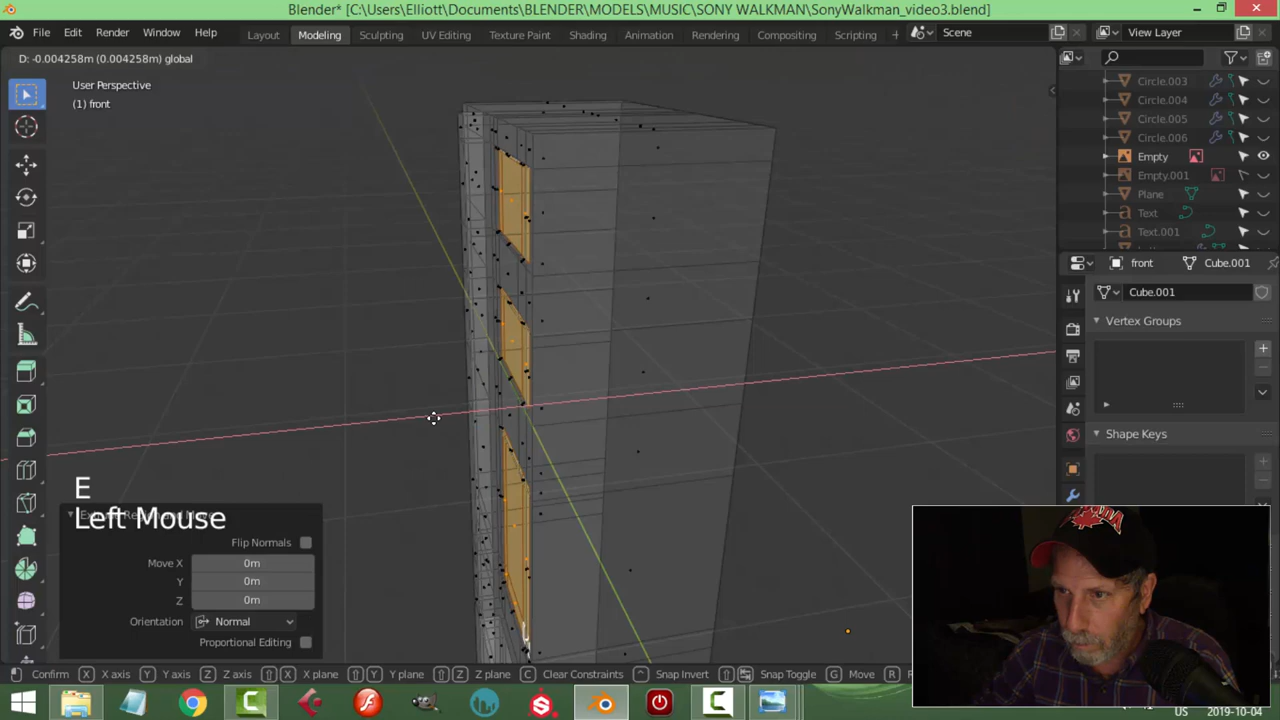 Blender* [C:\Users\Elliott\Documents\BLENDER\MODELS\MUSIC\SONY WALKMAN\SonyWalkman_video3.blend]
File Edit Render Window Help Layout Modeling Sculpting UV Editing Texture Paint Shading Animation Rendering Compositing Scripting + Scene View Layer
D: -0.004258m (0.004258m) global
User Perspective
(1) front
Circle.003
Circle.004
Circle.005
Circle.006
Empty
Empty.001
Plane
Text
Text.001
front Cube.001
Cube.001
Vertex Groups
Shape Keys
E
Left Mouse
Flip Normals
Move X 0m
Y 0m
Z 0m
Orientation Normal
Proportional Editing
Confirm X X axis Y Y axis Z Z axis X X plane Y Y plane Z Z plane C Clear Constraints Snap Invert Snap Toggle G Move R
2019-10-04